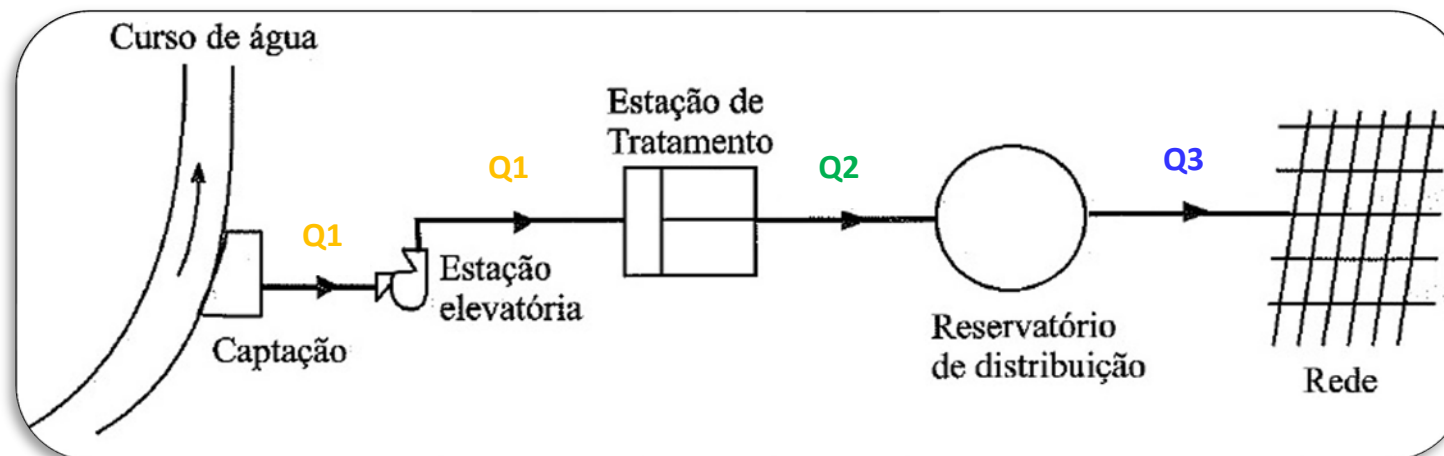 Curso de água
Q1
Captação
Estação
elevatória
Q1
Estação de
Tratamento
Q2
Reservatório
de distribuição
Q3
Rede